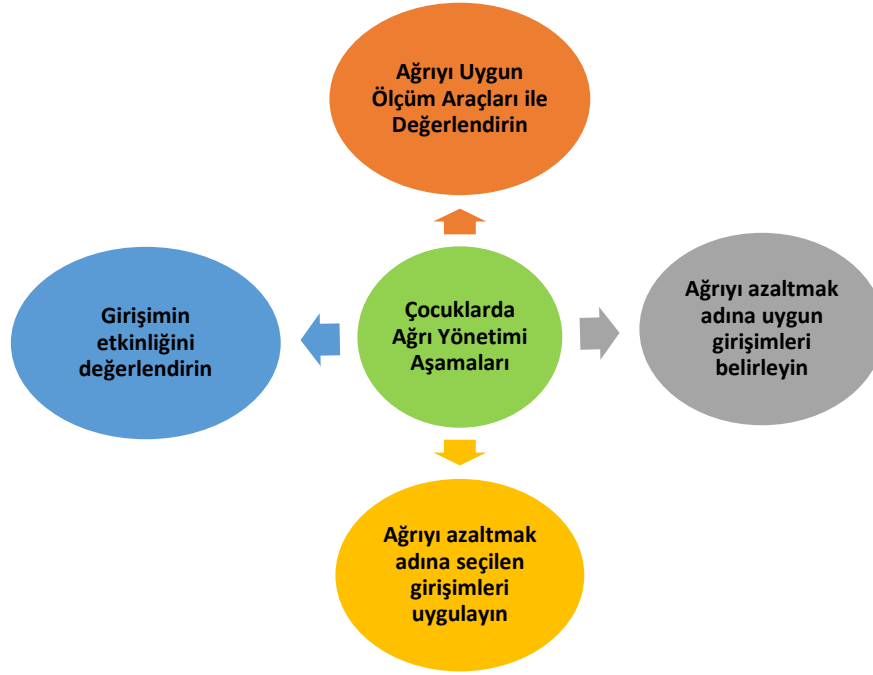 Ağrıyı Uygun
Ölçüm Araçları ile
Değerlendirin
Çocuklarda
Ağrı Yönetimi
Aşamaları
Ağrıyı azaltmak
adına uygun
girişimleri
belirleyin
Ağrıyı azaltmak
adına seçilen
girişimleri
uygulayın
Girişimin
etkinliğini
değerlendirin